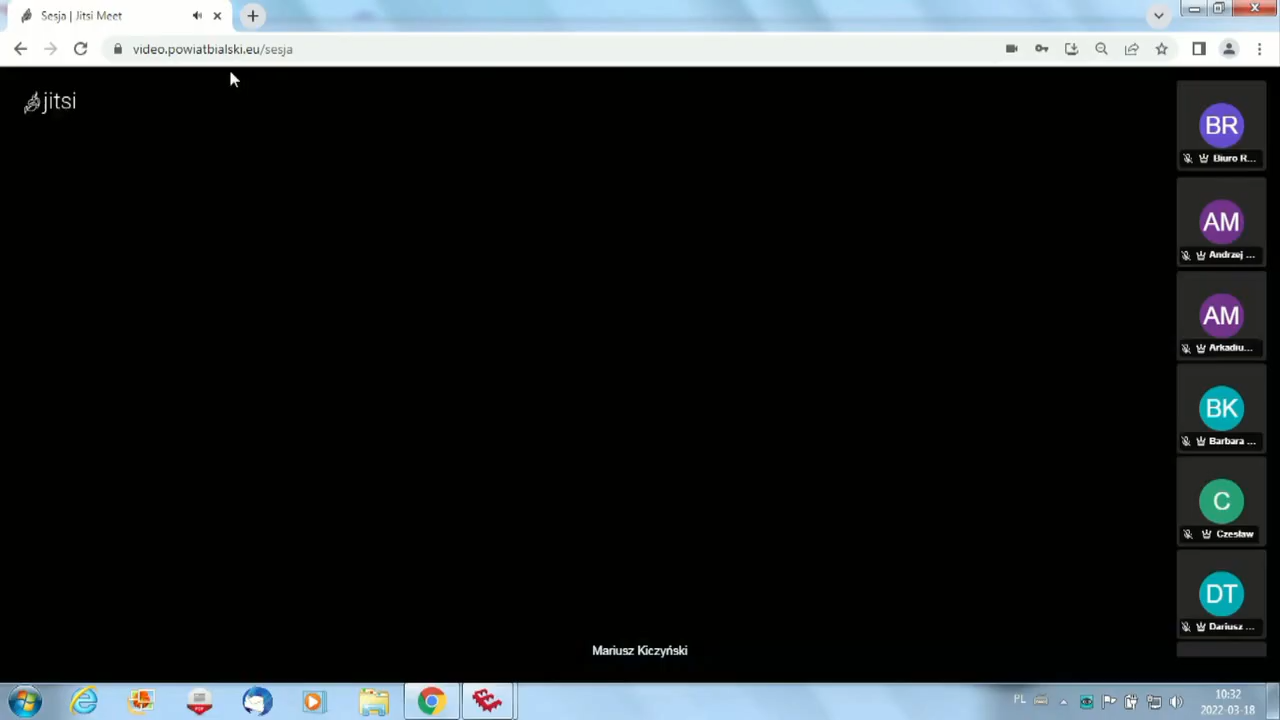 Sesja | Jitsi Meet
video.powiatbialski.eu/sesja
jitsi
BR
Biuro R...
AM
Andrzej ...
AM
Arkadiu...
BK
Barbara ...
C
Czesław
DT
Dariusz ...
Mariusz Kiczyński
PL
10:32
2022-03-18